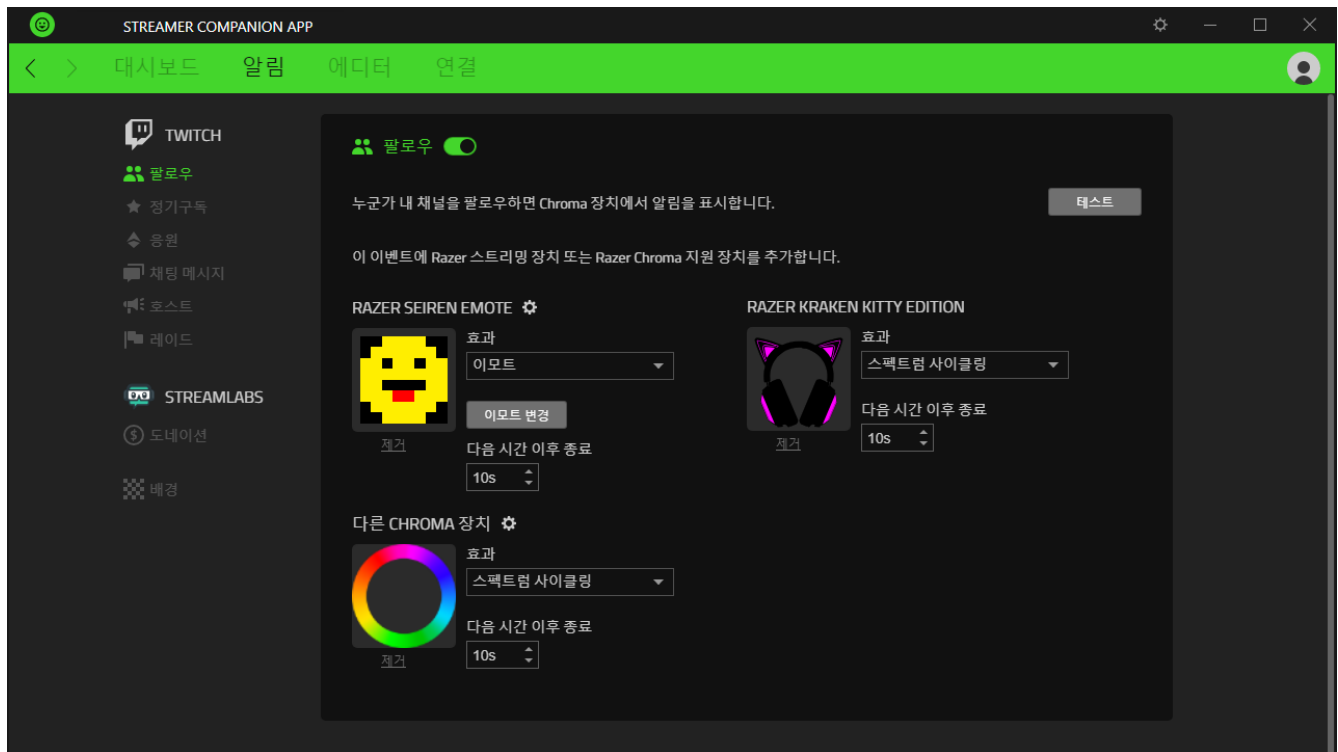 STREAMER COMPANION APP
대시보드 알림 에디터 연결
TWITCH
팔로우
정기구독
응원
채팅 메시지
호스트
레이드
STREAMLABS
도네이션
배경
팔로우
누군가 내 채널을 팔로우하면 Chroma 장치에서 알림을 표시합니다.
테스트
이 이벤트에 Razer 스트리밍 장치 또는 Razer Chroma 지원 장치를 추가합니다.
RAZER SEIREN EMOTE
효과
이모트
이모트 변경
제거
다음 시간 이후 종료
10s
RAZER KRAKEN KITTY EDITION
효과
스펙트럼 사이클링
다음 시간 이후 종료
제거
10s
다른 CHROMA 장치
효과
스펙트럼 사이클링
다음 시간 이후 종료
제거
10s